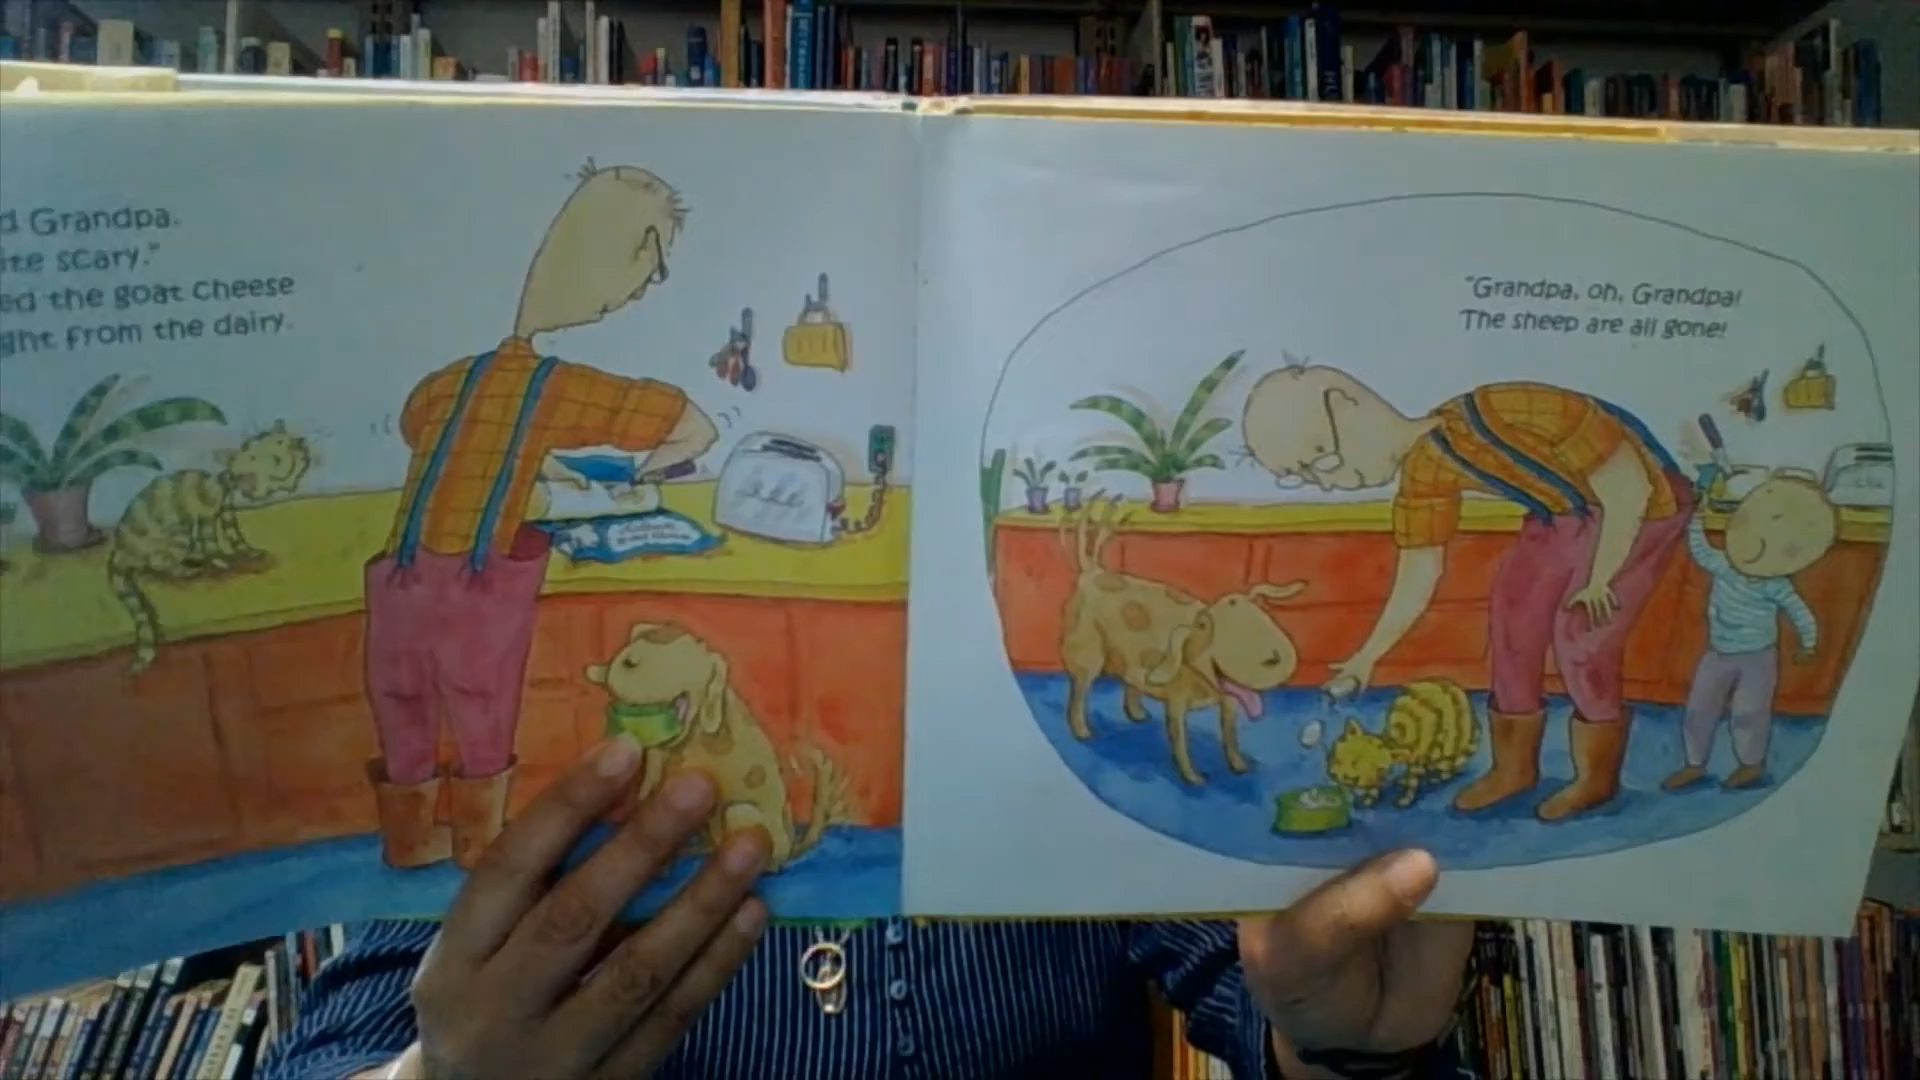 d Grandpa.
ite scary."
ed the goat cheese
ght from the dairy.
"Grandpa, oh, Grandpa!
The sheep are all gone!